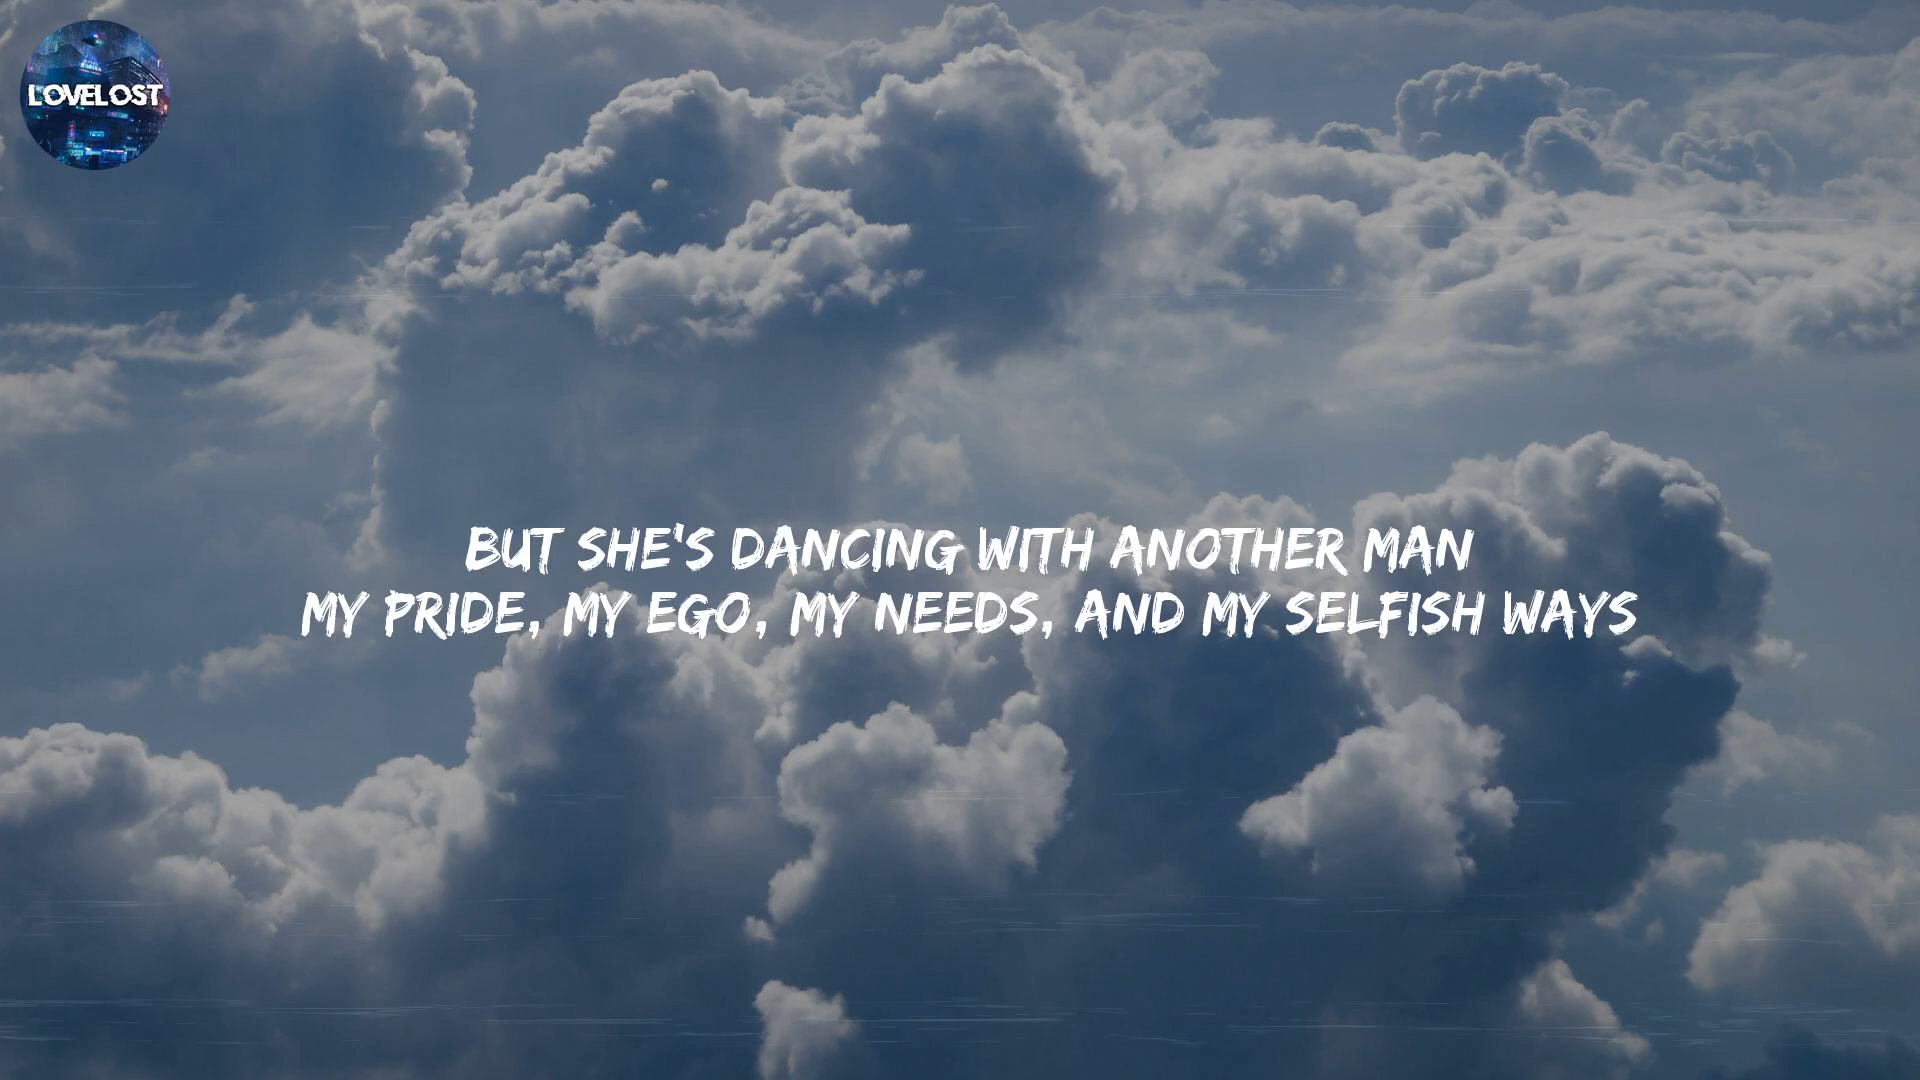 LOVELOST
BUT SHE'S DANCING WITH ANOTHER MAN
MY PRIDE, MY EGO, MY NEEDS, AND MY SELFISH WAYS